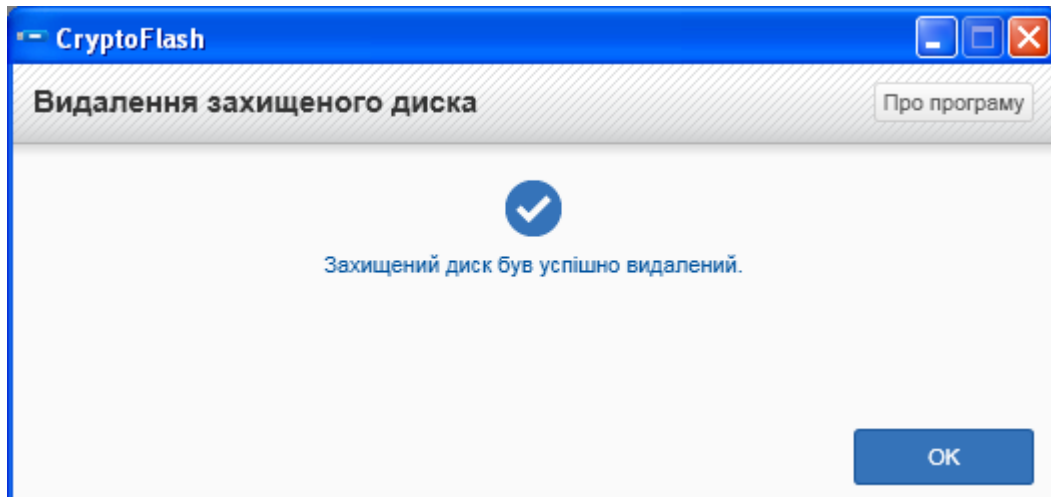 CryptoFlash
Видалення захищеного диска
Про програму
Захищений диск був успішно видалений.
OK